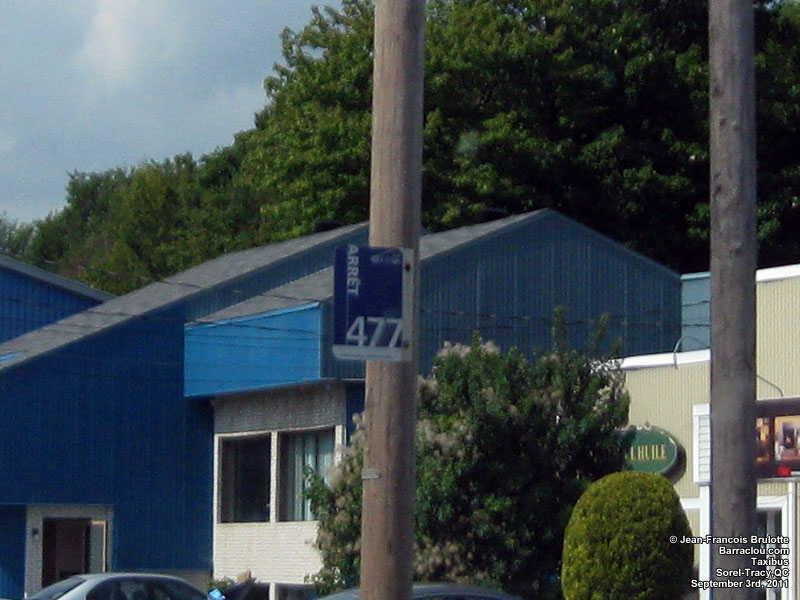 ARRÊT
477
L'HUILE
© Jean-Francois Brulotte
Barraclou.com
Taxibus
Sorel-Tracy,QC
September 3rd, 2011